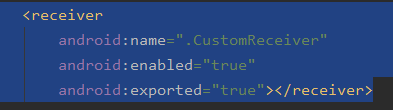 <receiver
android:name=".CustomReceiver"
android:enabled="true"
android:exported="true"></receiver>